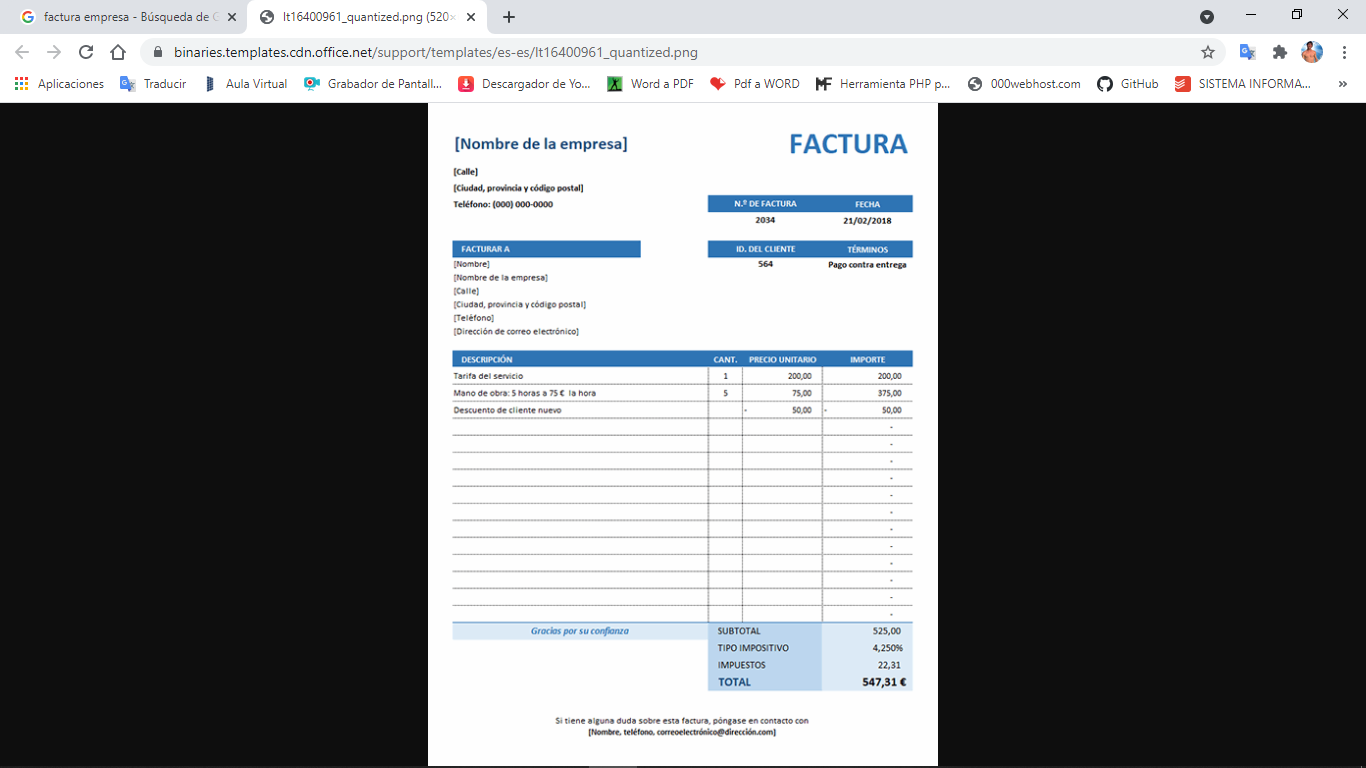 factura empresa - Búsqueda de G
lt16400961_quantized.png (520×
binaries.templates.cdn.office.net/support/templates/es-es/lt16400961_quantized.png
Aplicaciones Traducir Aula Virtual Grabador de Pantall... Descargador de Yo... Word a PDF Pdf a WORD Herramienta PHP p... 000webhost.com GitHub SISTEMA INFORMA... »
[Nombre de la empresa] FACTURA
[Calle]
[Ciudad, provincia y código postal]
Teléfono: (000) 000-0000
N.º DE FACTURA FECHA
2034 21/02/2018
FACTURAR A ID. DEL CLIENTE TÉRMINOS
[Nombre] 564 Pago contra entrega
[Nombre de la empresa]
[Calle]
[Ciudad, provincia y código postal]
[Teléfono]
[Dirección de correo electrónico]
DESCRIPCIÓN CANT. PRECIO UNITARIO IMPORTE
Tarifa del servicio 1 200,00 200,00
Mano de obra: 5 horas a 75 € la hora 5 75,00 375,00
Descuento de cliente nuevo - 50,00 - 50,00
-
-
-
-
-
-
-
-
-
-
-
-
Gracias por su confianza SUBTOTAL 525,00
TIPO IMPOSITIVO 4,250%
IMPUESTOS 22,31
TOTAL 547,31 €
Si tiene alguna duda sobre esta factura, póngase en contacto con
[Nombre, teléfono, correoelectrónico@dirección.com]